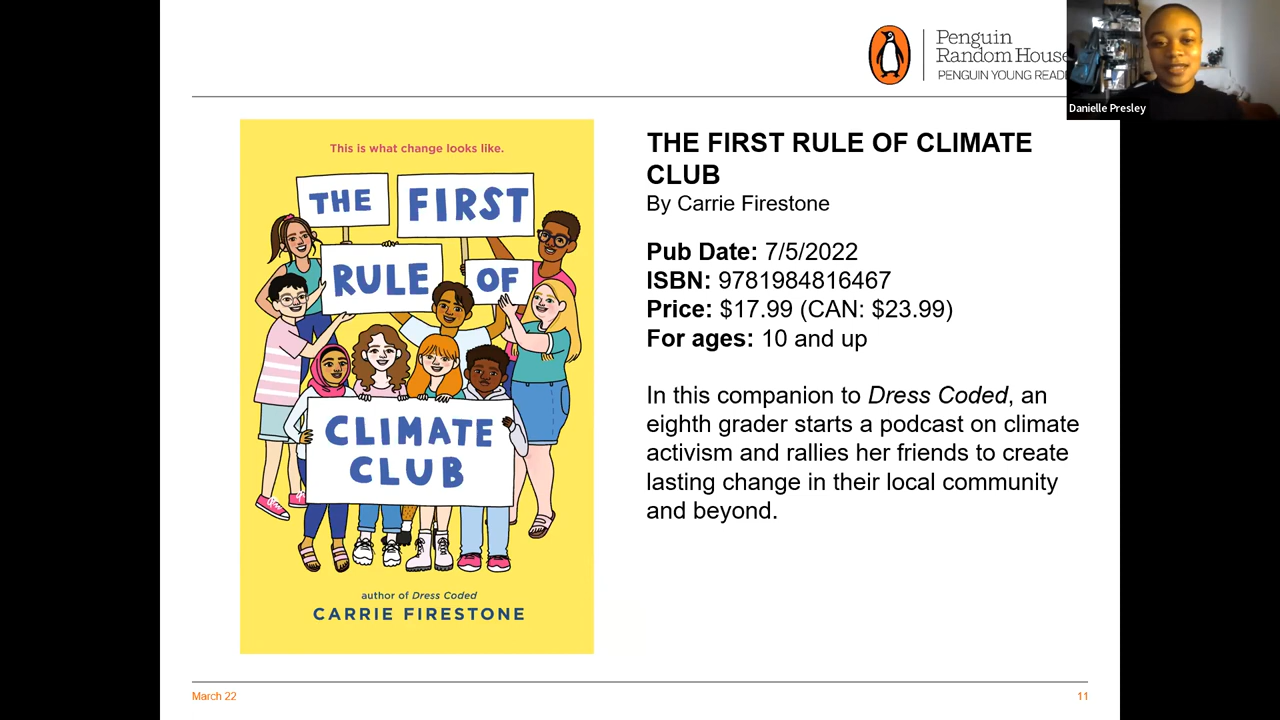 Penguin
Random House
PENGUIN YOUNG READ
Danielle Presley
This is what change looks like.
THE FIRST
RULE OF
CLIMATE
CLUB
author of Dress Coded
CARRIE FIRESTONE
THE FIRST RULE OF CLIMATE
CLUB
By Carrie Firestone
Pub Date: 7/5/2022
ISBN: 9781984816467
Price: $17.99 (CAN: $23.99)
For ages: 10 and up
In this companion to Dress Coded, an
eighth grader starts a podcast on climate
activism and rallies her friends to create
lasting change in their local community
and beyond.
March 22
11